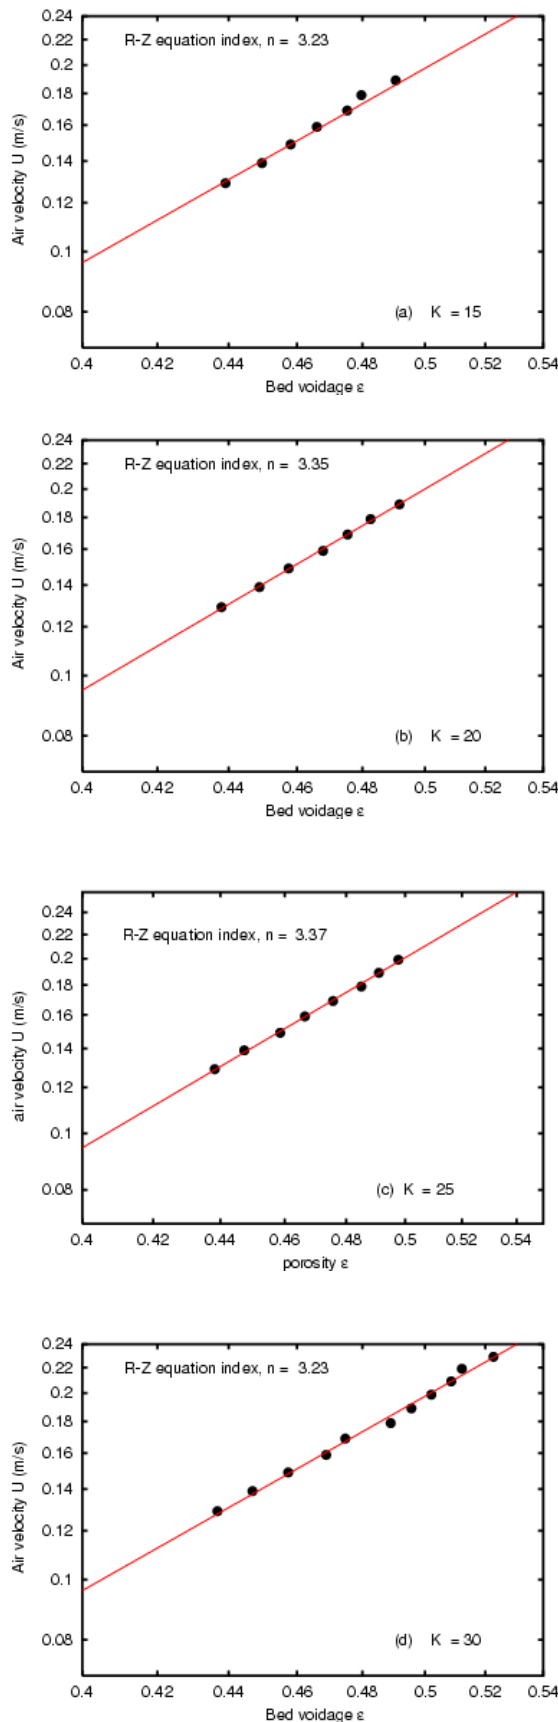 0.24
R-Z equation index, n = 3.23
0.22
0.2
0.18
0.16
0.14
0.12
0.1
0.08
Air velocity U (m/s)
(a) K = 15
0.4 0.42 0.44 0.46 0.48 0.5 0.52 0.54
Bed voidage ε
0.24
R-Z equation index, n = 3.35
0.22
0.2
0.18
0.16
0.14
0.12
0.1
0.08
Air velocity U (m/s)
(b) K = 20
0.4 0.42 0.44 0.46 0.48 0.5 0.52 0.54
Bed voidage ε
0.24
R-Z equation index, n = 3.37
0.22
0.2
0.18
0.16
0.14
0.12
0.1
0.08
air velocity U (m/s)
(c) K = 25
0.4 0.42 0.44 0.46 0.48 0.5 0.52 0.54
porosity ε
0.24
R-Z equation index, n = 3.23
0.22
0.2
0.18
0.16
0.14
0.12
0.1
0.08
Air velocity U (m/s)
(d) K = 30
0.4 0.42 0.44 0.46 0.48 0.5 0.52 0.54
Bed voidage ε